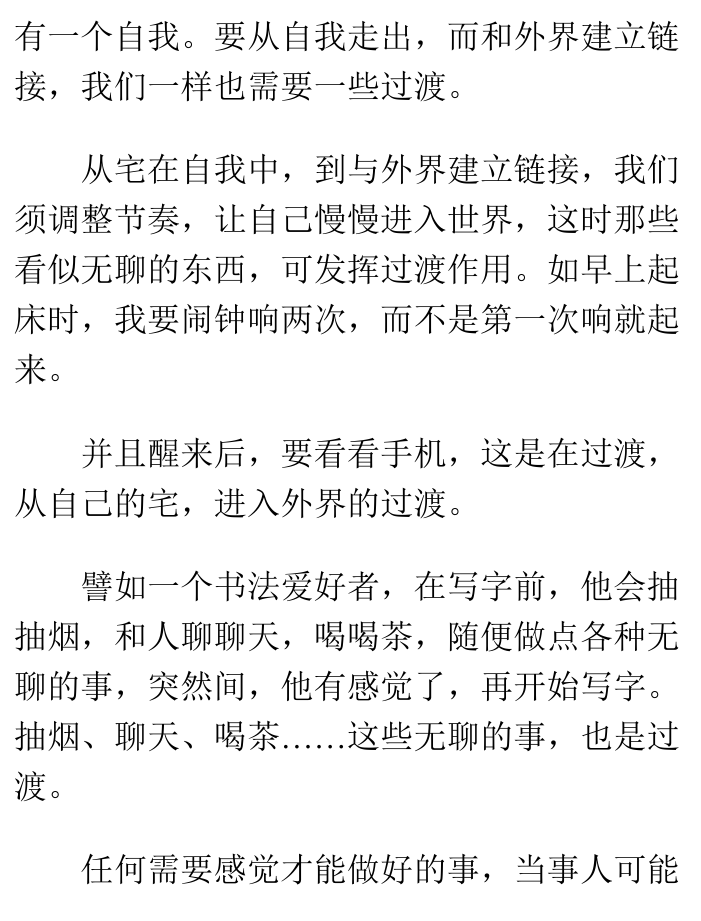 有一个自我。要从自我走出，而和外界建立链
接，我们一样也需要一些过渡。
从宅在自我中，到与外界建立链接，我们
须调整节奏，让自己慢慢进入世界，这时那些
看似无聊的东西，可发挥过渡作用。如早上起
床时，我要闹钟响两次，而不是第一次响就起
来。
并且醒来后，要看看手机，这是在过渡，
从自己的宅，进入外界的过渡。
譬如一个书法爱好者，在写字前，他会抽
抽烟，和人聊聊天，喝喝茶，随便做点各种无
聊的事，突然间，他有感觉了，再开始写字。
抽烟、聊天、喝茶……这些无聊的事，也是过
渡。
任何需要感觉才能做好的事，当事人可能